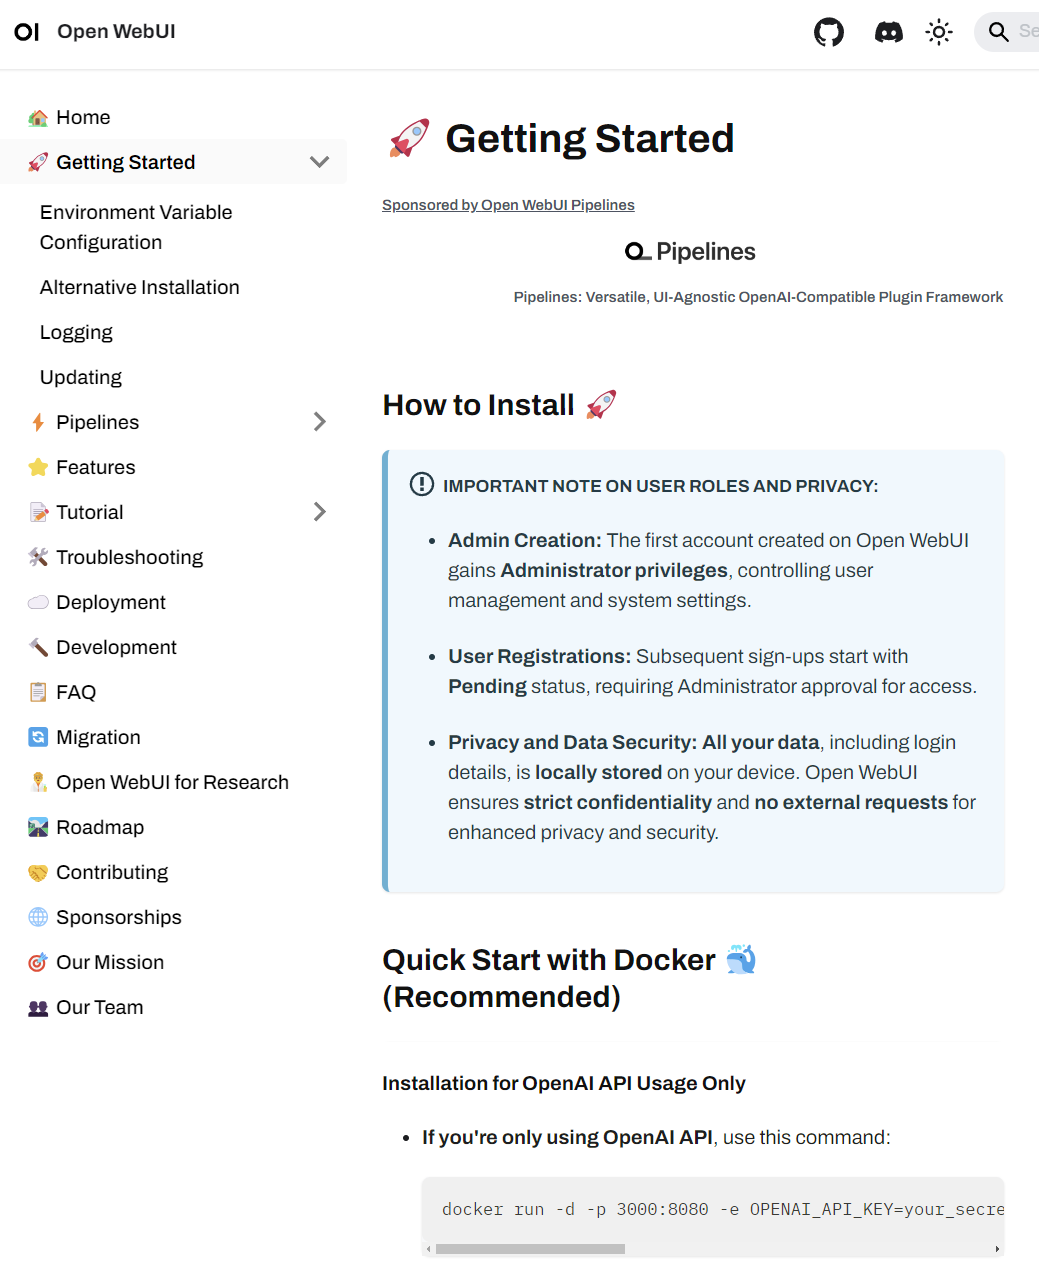 OI Open WebUI
Se
Home
Getting Started
Environment Variable
Configuration
Alternative Installation
Logging
Updating
Pipelines
Features
Tutorial
Troubleshooting
Deployment
Development
FAQ
Migration
Open WebUI for Research
Roadmap
Contributing
Sponsorships
Our Mission
Our Team
Getting Started
Sponsored by Open WebUI Pipelines
Pipelines
Pipelines: Versatile, UI-Agnostic OpenAI-Compatible Plugin Framework
How to Install
IMPORTANT NOTE ON USER ROLES AND PRIVACY:
• Admin Creation: The first account created on Open WebUI
gains Administrator privileges, controlling user
management and system settings.
• User Registrations: Subsequent sign-ups start with
Pending status, requiring Administrator approval for access.
• Privacy and Data Security: All your data, including login
details, is locally stored on your device. Open WebUI
ensures strict confidentiality and no external requests for
enhanced privacy and security.
Quick Start with Docker
(Recommended)
Installation for OpenAI API Usage Only
• If you're only using OpenAI API, use this command:
docker run -d -p 3000:8080 -e OPENAI_API_KEY=your_secre